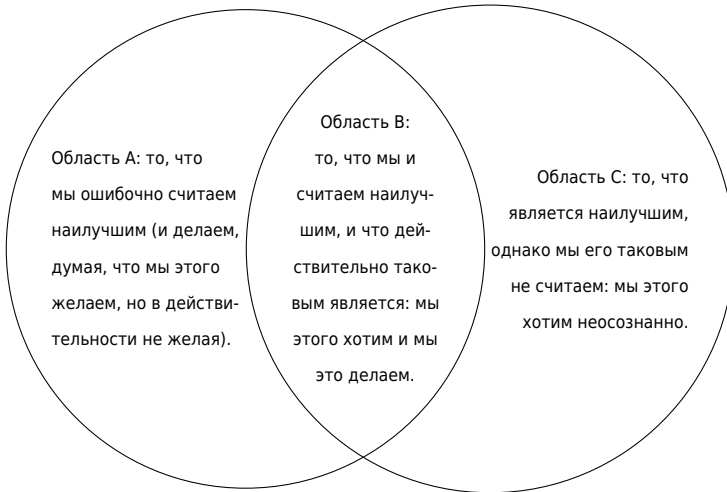 Область А: то, что
мы ошибочно считаем
наилучшим (и делаем,
думая, что мы этого
желаем, но в действи-
тельности не желая).
Область В:
то, что мы и
считаем наилуч-
шим, и что дей-
ствительно тако-
вым является: мы
этого хотим и мы
это делаем.
Область С: то, что
является наилучшим,
однако мы его таковым
не считаем: мы этого
хотим неосознанно.